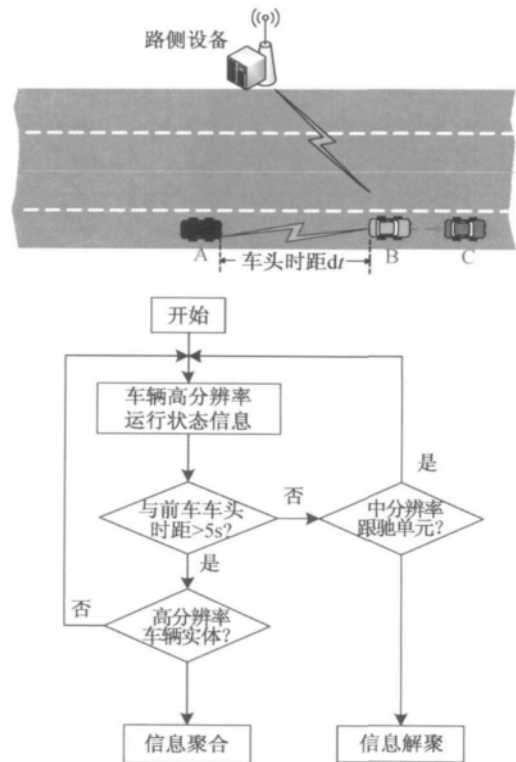 路侧设备
A
车头时距dt
B
C
开始
车辆高分辨率
运行状态信息
是
与前车车头
时距>5s?
否
中分辨率
跟驰单元?
是
否
高分辨率
车辆实体?
信息聚合
信息解聚